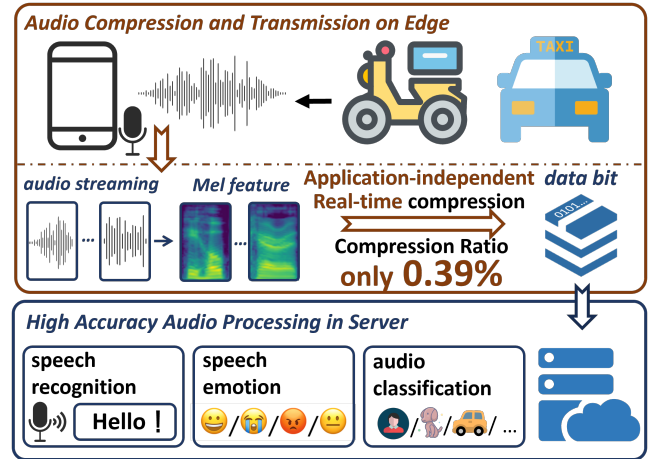 Audio Compression and Transmission on Edge
TAXI
audio streaming
Mel feature
Application-independent
Real-time compression
Compression Ratio
only 0.39%
data bit
0101...
...
...
High Accuracy Audio Processing in Server
speech
recognition
Hello !
speech
emotion
/ / /
audio
classification
/ / / ...